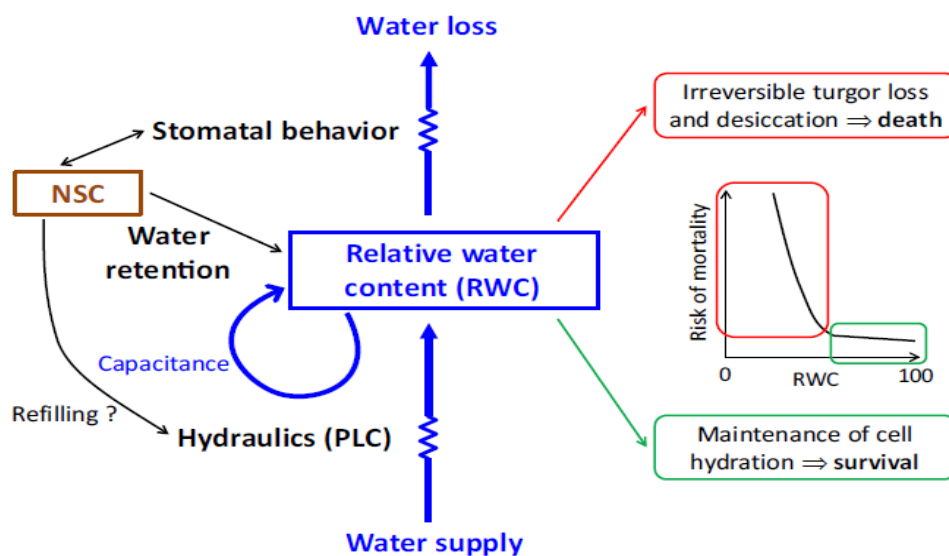 Water loss
Stomatal behavior
NSC
Water
retention
Relative water
content (RWC)
Capacitance
Refilling ?
Hydraulics (PLC)
Water supply
Irreversible turgor loss
and desiccation ⇒ death
Risk of mortality
0
RWC
100
Maintenance of cell
hydration ⇒ survival